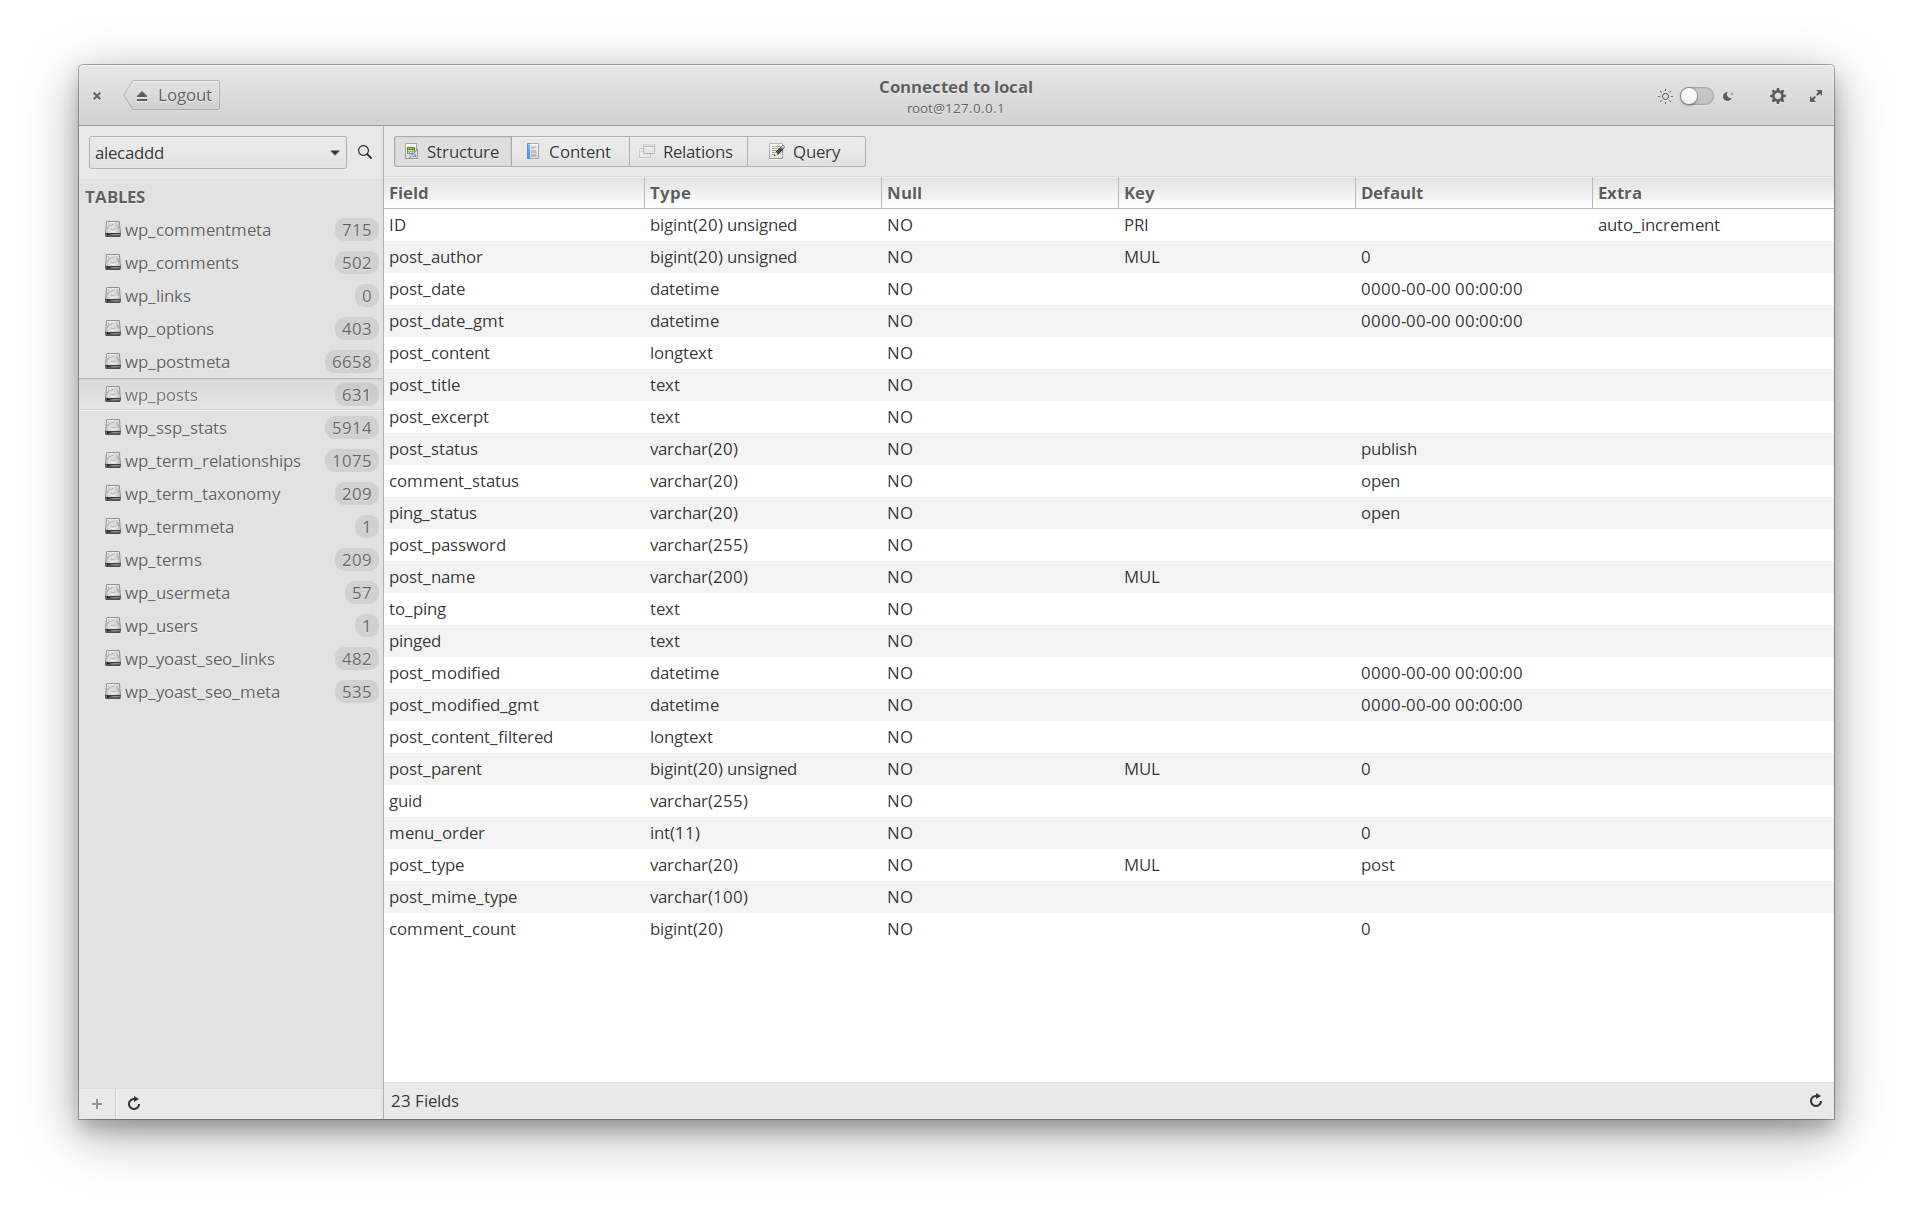 Logout
Connected to local
root@127.0.0.1
alecaddd
Structure Content Relations Query
TABLES
wp_commentmeta 715
wp_comments 502
wp_links 0
wp_options 403
wp_postmeta 6658
wp_posts 631
wp_ssp_stats 5914
wp_term_relationships 1075
wp_term_taxonomy 209
wp_termmeta 1
wp_terms 209
wp_usermeta 57
wp_users 1
wp_yoast_seo_links 482
wp_yoast_seo_meta 535
Field Type Null Key Default Extra
ID bigint(20) unsigned NO PRI auto_increment
post_author bigint(20) unsigned NO MUL 0
post_date datetime NO 0000-00-00 00:00:00
post_date_gmt datetime NO 0000-00-00 00:00:00
post_content longtext NO
post_title text NO
post_excerpt text NO
post_status varchar(20) NO publish
comment_status varchar(20) NO open
ping_status varchar(20) NO open
post_password varchar(255) NO
post_name varchar(200) NO MUL
to_ping text NO
pinged text NO
post_modified datetime NO 0000-00-00 00:00:00
post_modified_gmt datetime NO 0000-00-00 00:00:00
post_content_filtered longtext NO
post_parent bigint(20) unsigned NO MUL 0
guid varchar(255) NO
menu_order int(11) NO 0
post_type varchar(20) NO MUL post
post_mime_type varchar(100) NO
comment_count bigint(20) NO 0
23 Fields